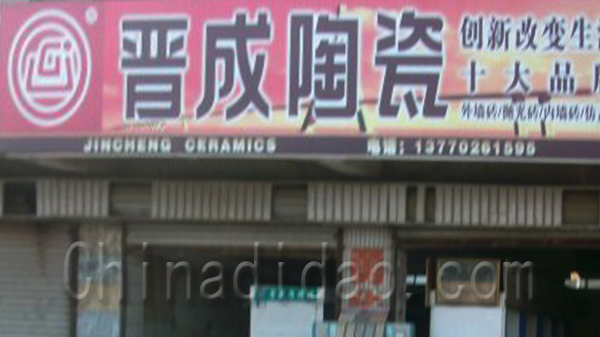 晋成陶瓷
创新改变生
十大品
外墙砖/抛光砖/内墙砖/仿
JINCHENG CERAMICS
电话:13770261595
Chinadidao.com